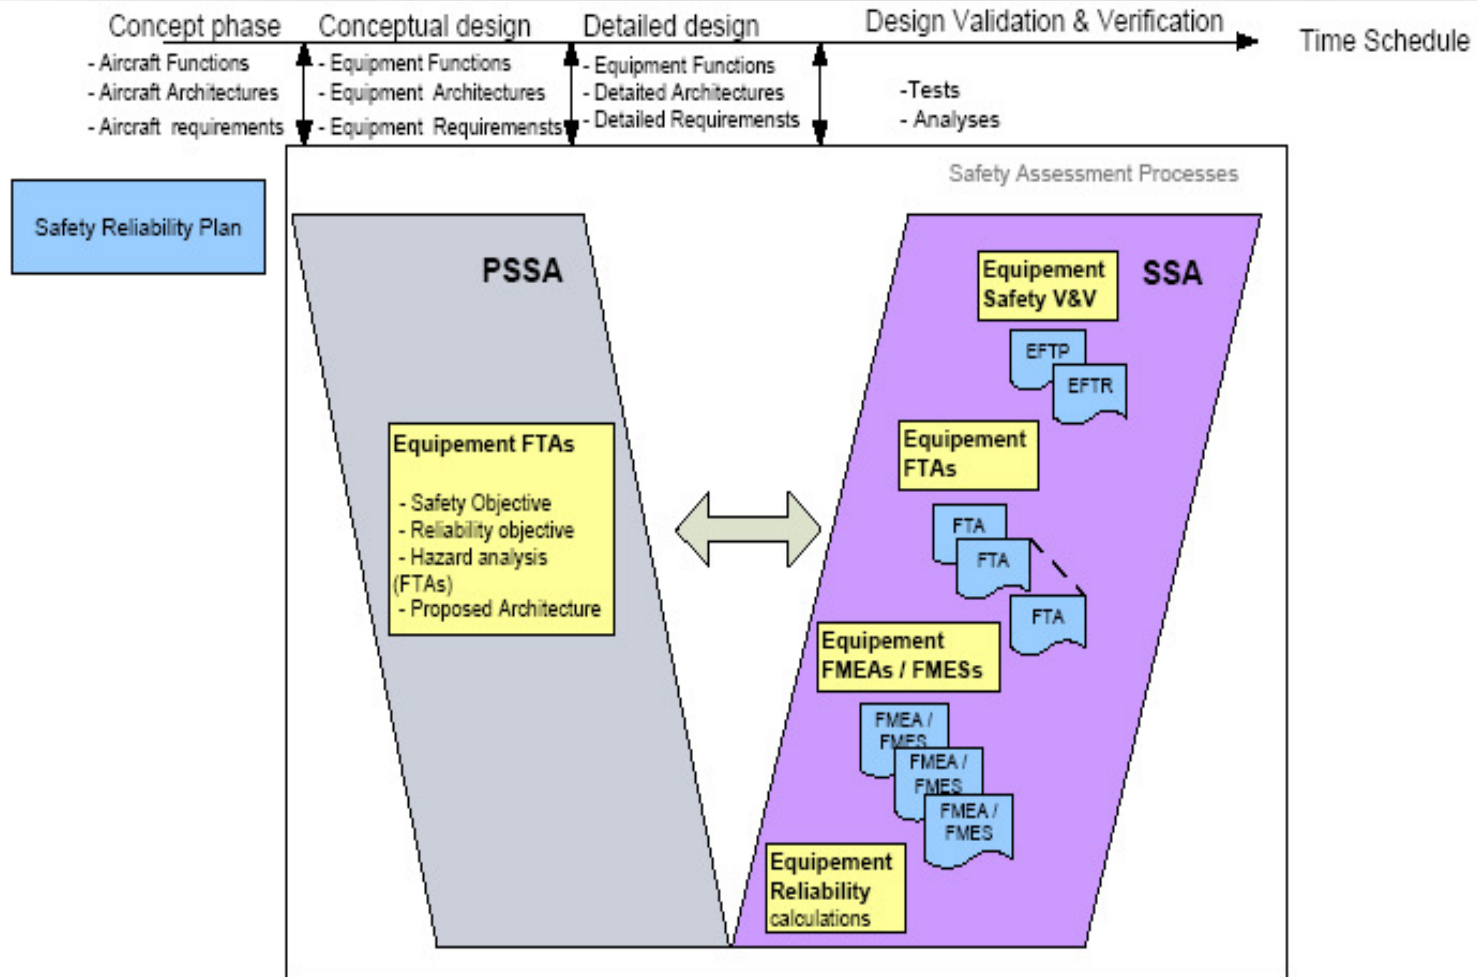 Concept phase
Conceptual design
Detailed design
Design Validation & Verification
Time Schedule
- Aircraft Functions
- Aircraft Architectures
- Aircraft requirements
- Equipment Functions
- Equipment Architectures
- Equipment Requiremensts
- Equipment Functions
- Detailed Architectures
- Detailed Requiremensts
-Tests
- Analyses
Safety Assessment Processes
Safety Reliability Plan
PSSA
Equipement FTAs
- Safety Objective
- Reliability objective
- Hazard analysis
(FTAs)
- Proposed Architecture
SSA
Equipement
Safety V&V
EFTP
EFTR
Equipement
FTAs
FTA
FTA
FTA
Equipement
FMEAs / FMESs
FMEA /
FMES
FMEA /
FMES
FMEA /
FMES
Equipement
Reliability
calculations